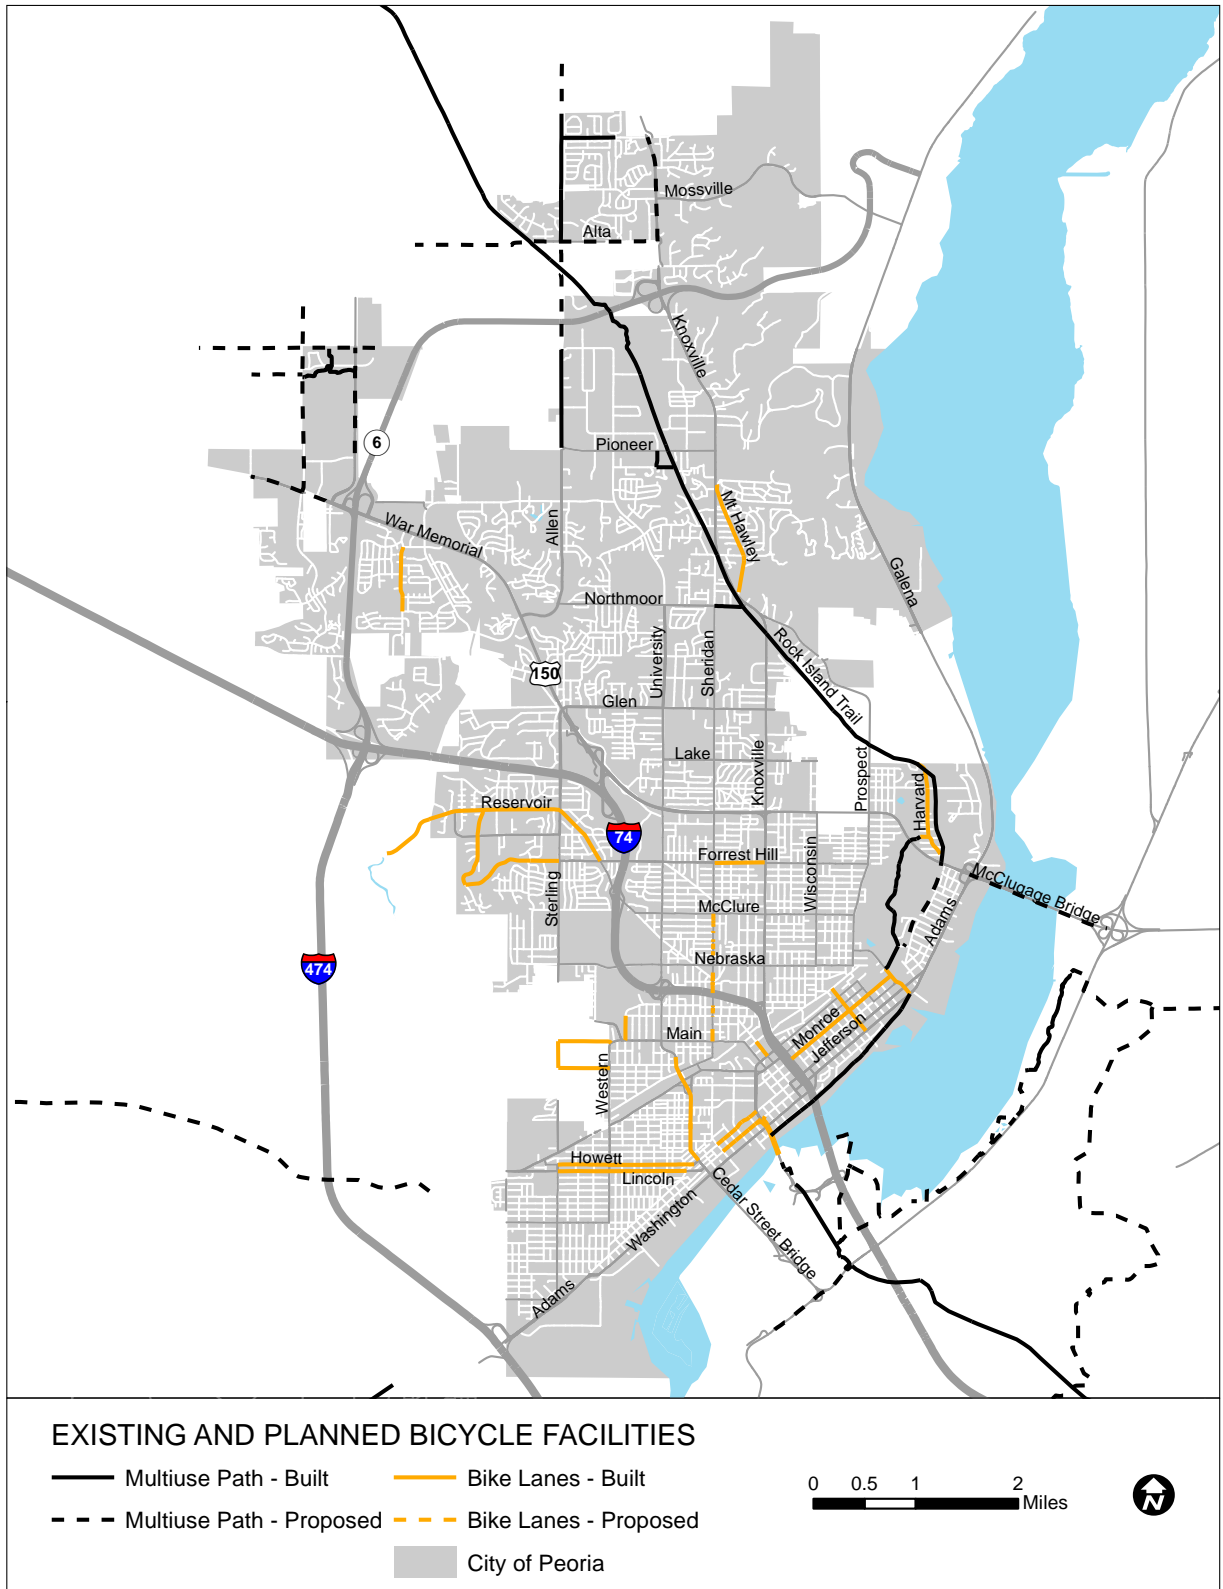 Mossville
Alta
Knoxville
6
Pioneer
Mt Hawley
War Memorial
Allen
Galena
Northmoor
University
Sheridan
Rock Island Trail
150
Glen
Lake
Knoxville
Prospect
Harvard
Reservoir
74
Forrest Hill
Wisconsin
McClugage Bridge
Sterling
McClure
Adams
Nebraska
474
Main
Monroe
Jefferson
Western
Howett
Lincoln
Cedar Street Bridge
Washington
Adams
EXISTING AND PLANNED BICYCLE FACILITIES
Multiuse Path - Built
Bike Lanes - Built
Multiuse Path - Proposed
Bike Lanes - Proposed
City of Peoria
0 0.5 1 2
Miles
N